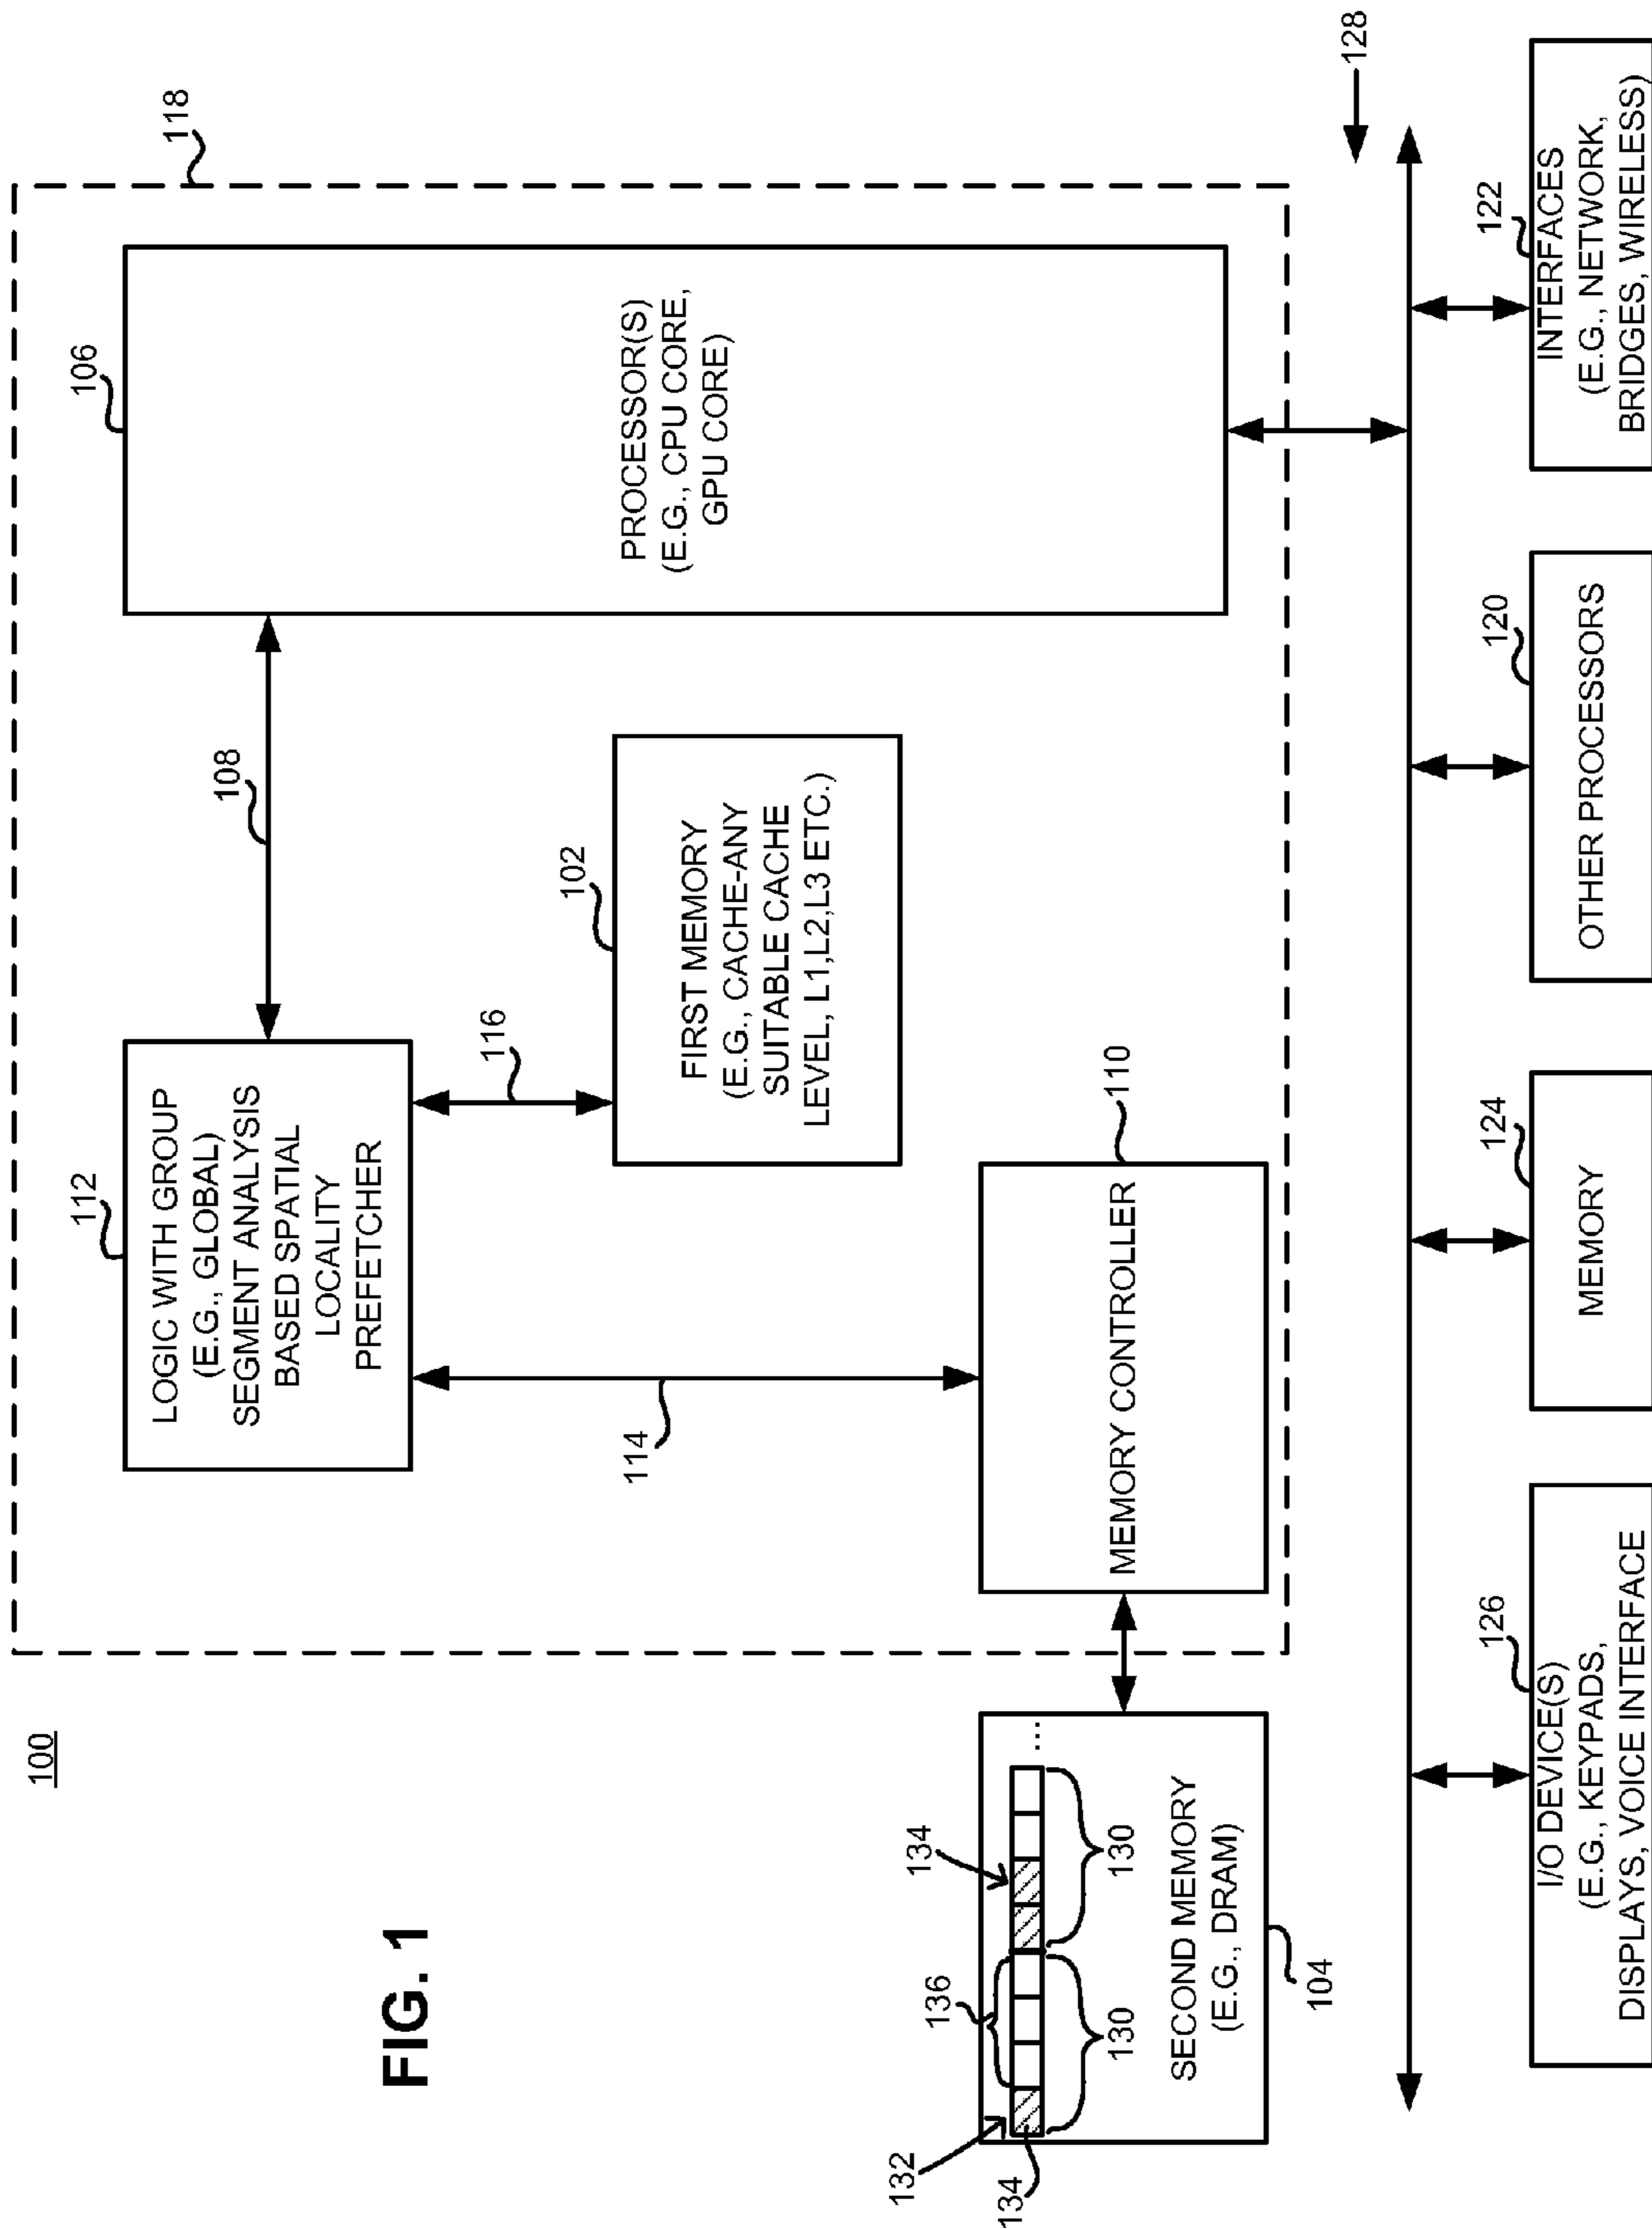 100
FIG. 1
118
112
LOGIC WITH GROUP
(E.G., GLOBAL)
SEGMENT ANALYSIS
BASED SPATIAL
LOCALITY
PREFETCHER
108
106
PROCESSOR(S)
(E.G., CPU CORE,
GPU CORE)
116
114
102
FIRST MEMORY
(E.G., CACHE-ANY
SUITABLE CACHE
LEVEL, L1,L2,L3 ETC.)
110
MEMORY CONTROLLER
132
134
136
134
...
130
130
SECOND MEMORY
(E.G., DRAM)
104
128
126
I/O DEVICE(S)
(E.G., KEYPADS,
DISPLAYS, VOICE INTERFACE
124
MEMORY
120
OTHER PROCESSORS
122
INTERFACES
(E.G., NETWORK,
BRIDGES, WIRELESS)